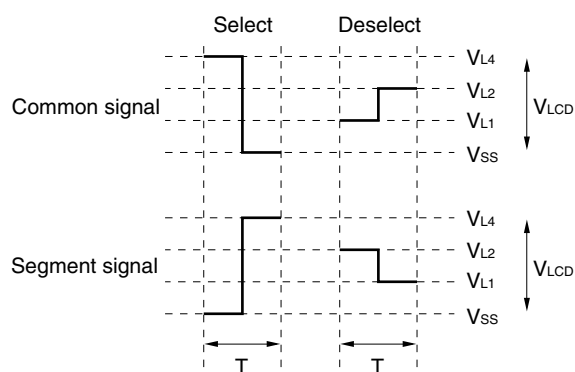 Select Deselect
Common signal
VL4
VL2
VL1
VSS
VLCD
Segment signal
VL4
VL2
VL1
VSS
VLCD
T T